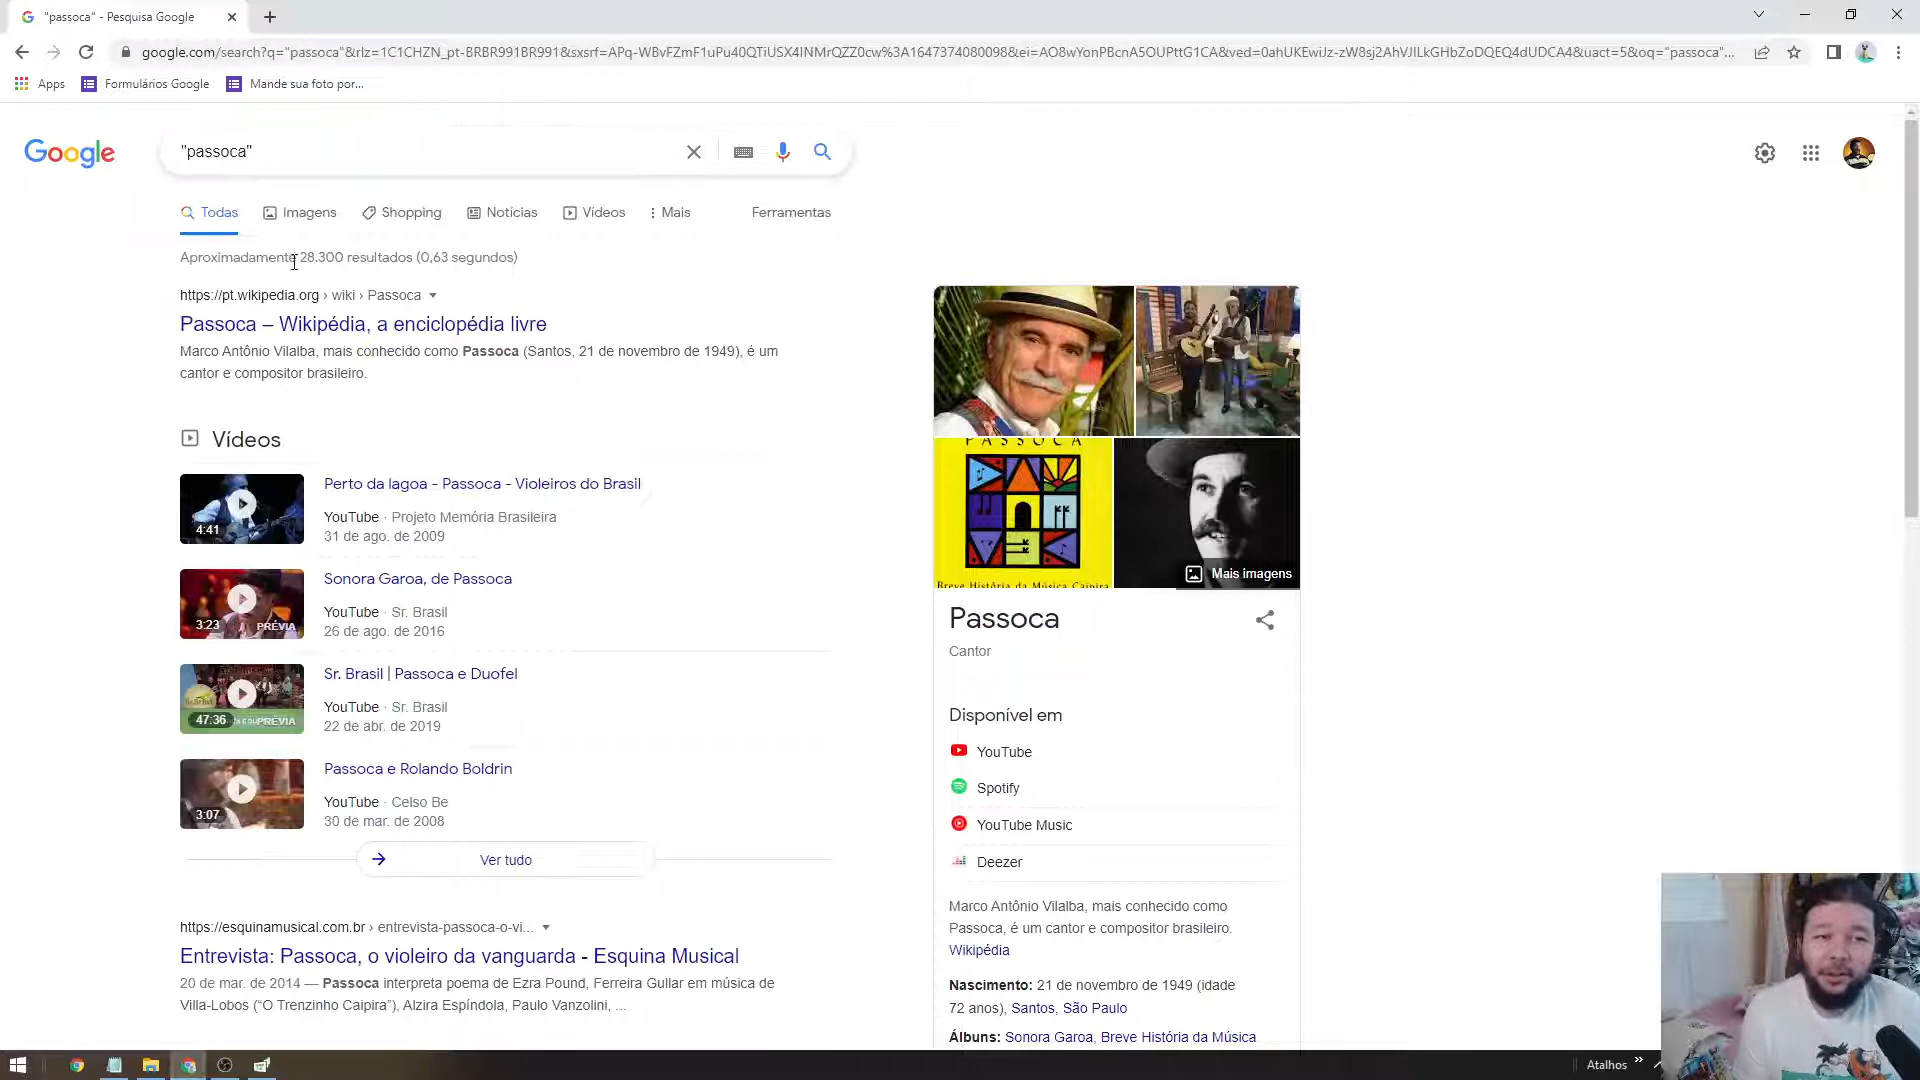 "passoca" - Pesquisa Google
google.com/search?q="passoca"&rlz=1C1CHZN_pt-BRBR991BR991&sxsrf=APq-WBvFZmF1uPu40QTiUSX4INMrQZZ0cw%3A1647374080098&ei=AO8wYonPBcnA5OUPttG1CA&ved=0ahUKEwiJz-zW8sj2AhVJILkGHbZoDQEQ4dUDCA4&uact=5&oq="passoca"...
Apps
Formulários Google
Mande sua foto por...
Google
"passoca"
Todas
Imagens
Shopping
Notícias
Vídeos
Mais
Ferramentas
Aproximadamente 28.300 resultados (0,63 segundos)
https://pt.wikipedia.org › wiki › Passoca
Passoca – Wikipédia, a enciclopédia livre
Marco Antônio Vilalba, mais conhecido como Passoca (Santos, 21 de novembro de 1949), é um
cantor e compositor brasileiro.
Vídeos
4:41
Perto da lagoa - Passoca - Violeiros do Brasil
YouTube · Projeto Memória Brasileira
31 de ago. de 2009
3:23
PRÉVIA
Sonora Garoa, de Passoca
YouTube · Sr. Brasil
26 de ago. de 2016
47:36
PRÉVIA
Sr. Brasil | Passoca e Duofel
YouTube · Sr. Brasil
22 de abr. de 2019
3:07
Passoca e Rolando Boldrin
YouTube · Celso Be
30 de mar. de 2008
Ver tudo
https://esquinamusical.com.br › entrevista-passoca-o-vi...
Entrevista: Passoca, o violeiro da vanguarda - Esquina Musical
20 de mar. de 2014 — Passoca interpreta poema de Ezra Pound, Ferreira Gullar em música de
Villa-Lobos (“O Trenzinho Caipira”), Alzira Espíndola, Paulo Vanzolini, ...
PASSOCA
Breve História da Música Caipira
Mais imagens
Passoca
Cantor
Disponível em
YouTube
Spotify
YouTube Music
Deezer
Marco Antônio Vilalba, mais conhecido como
Passoca, é um cantor e compositor brasileiro.
Wikipédia
Nascimento: 21 de novembro de 1949 (idade
72 anos), Santos, São Paulo
Álbuns: Sonora Garoa, Breve História da Música
Atalhos